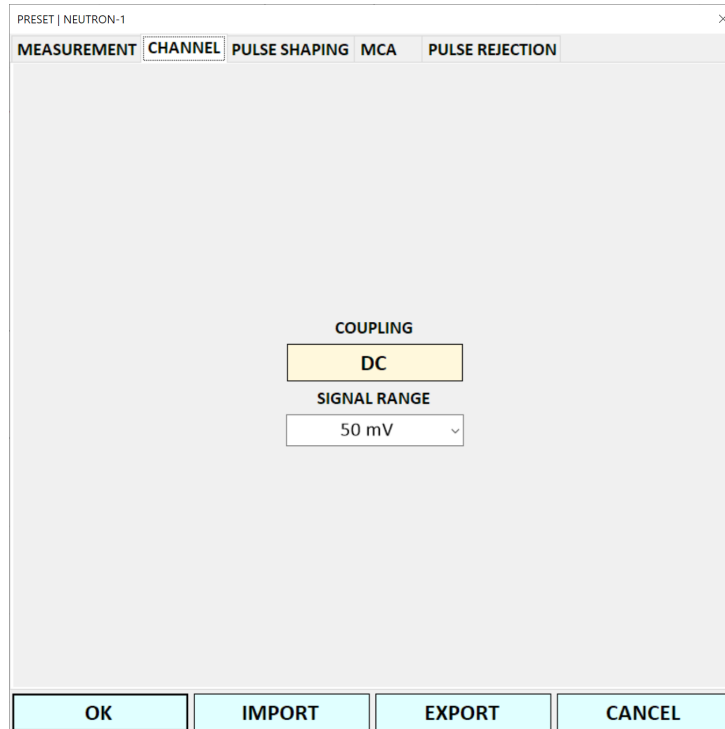 PRESET | NEUTRON-1
MEASUREMENT CHANNEL PULSE SHAPING MCA PULSE REJECTION
COUPLING
DC
SIGNAL RANGE
50 mV
OK IMPORT EXPORT CANCEL